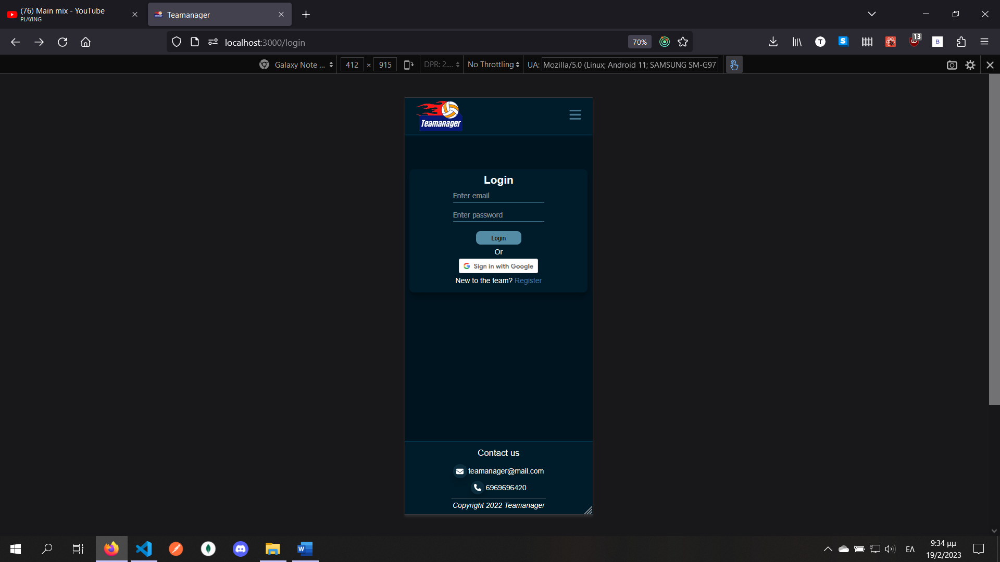 (76) Main mix - YouTube
PLAYING
Teamanager
localhost:3000/login
70%
13
Galaxy Note ...
412 × 915
DPR: 2....
No Throttling
UA: Mozilla/5.0 (Linux; Android 11; SAMSUNG SM-G97
Teamanager
Login
Enter email
Enter password
Login
Or
Sign in with Google
New to the team? Register
Contact us
teamanager@mail.com
6969696420
Copyright 2022 Teamanager
ΕΛ
9:34 μμ
19/2/2023